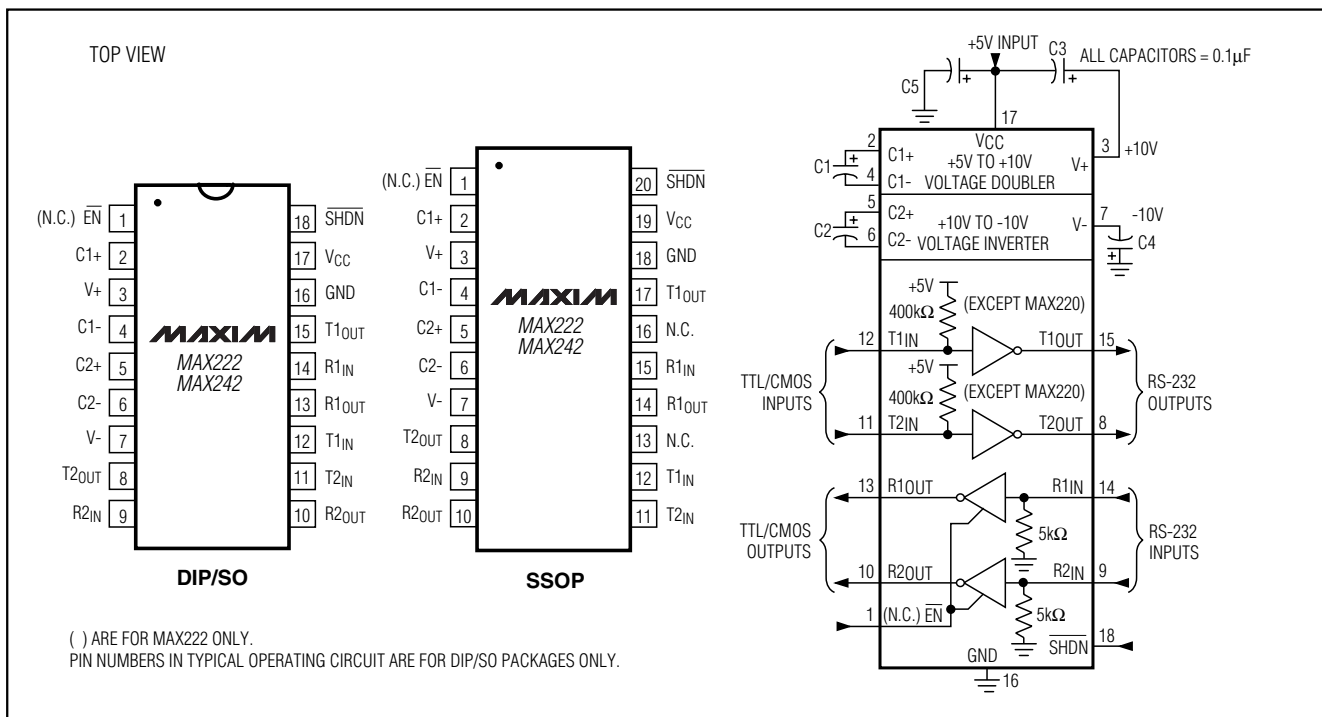 TOP VIEW
(N.C.) EN 1
C1+ 2
V+ 3
C1- 4
C2+ 5
C2- 6
V- 7
T2OUT 8
R2IN 9
18 SHDN
17 VCC
16 GND
15 T1OUT
14 R1IN
13 R1OUT
12 T1IN
11 T2IN
10 R2OUT
MAXIM
MAX222
MAX242
DIP/SO
(N.C.) EN 1
C1+ 2
V+ 3
C1- 4
C2+ 5
C2- 6
V- 7
T2OUT 8
R2IN 9
R2OUT 10
20 SHDN
19 VCC
18 GND
17 T1OUT
16 N.C.
15 R1IN
14 R1OUT
13 N.C.
12 T1IN
11 T2IN
MAXIM
MAX222
MAX242
SSOP
( ) ARE FOR MAX222 ONLY.
PIN NUMBERS IN TYPICAL OPERATING CIRCUIT ARE FOR DIP/SO PACKAGES ONLY.
+5V INPUT
C3
ALL CAPACITORS = 0.1μF
C5
+
+
17
VCC
2
C1
+
4
C1+
C1-
+5V TO +10V
VOLTAGE DOUBLER
V+
3
+10V
+
5
C2
6
C2+
C2-
+10V TO -10V
VOLTAGE INVERTER
V-
7
-10V
C4
+
+5V
400kΩ
(EXCEPT MAX220)
12
T1IN
T1OUT
15
+5V
400kΩ
(EXCEPT MAX220)
TTL/CMOS
INPUTS
RS-232
OUTPUTS
11
T2IN
T2OUT
8
13
R1OUT
R1IN
14
5kΩ
TTL/CMOS
OUTPUTS
RS-232
INPUTS
10
R2OUT
R2IN
9
5kΩ
1
(N.C.) EN
SHDN
18
GND
16